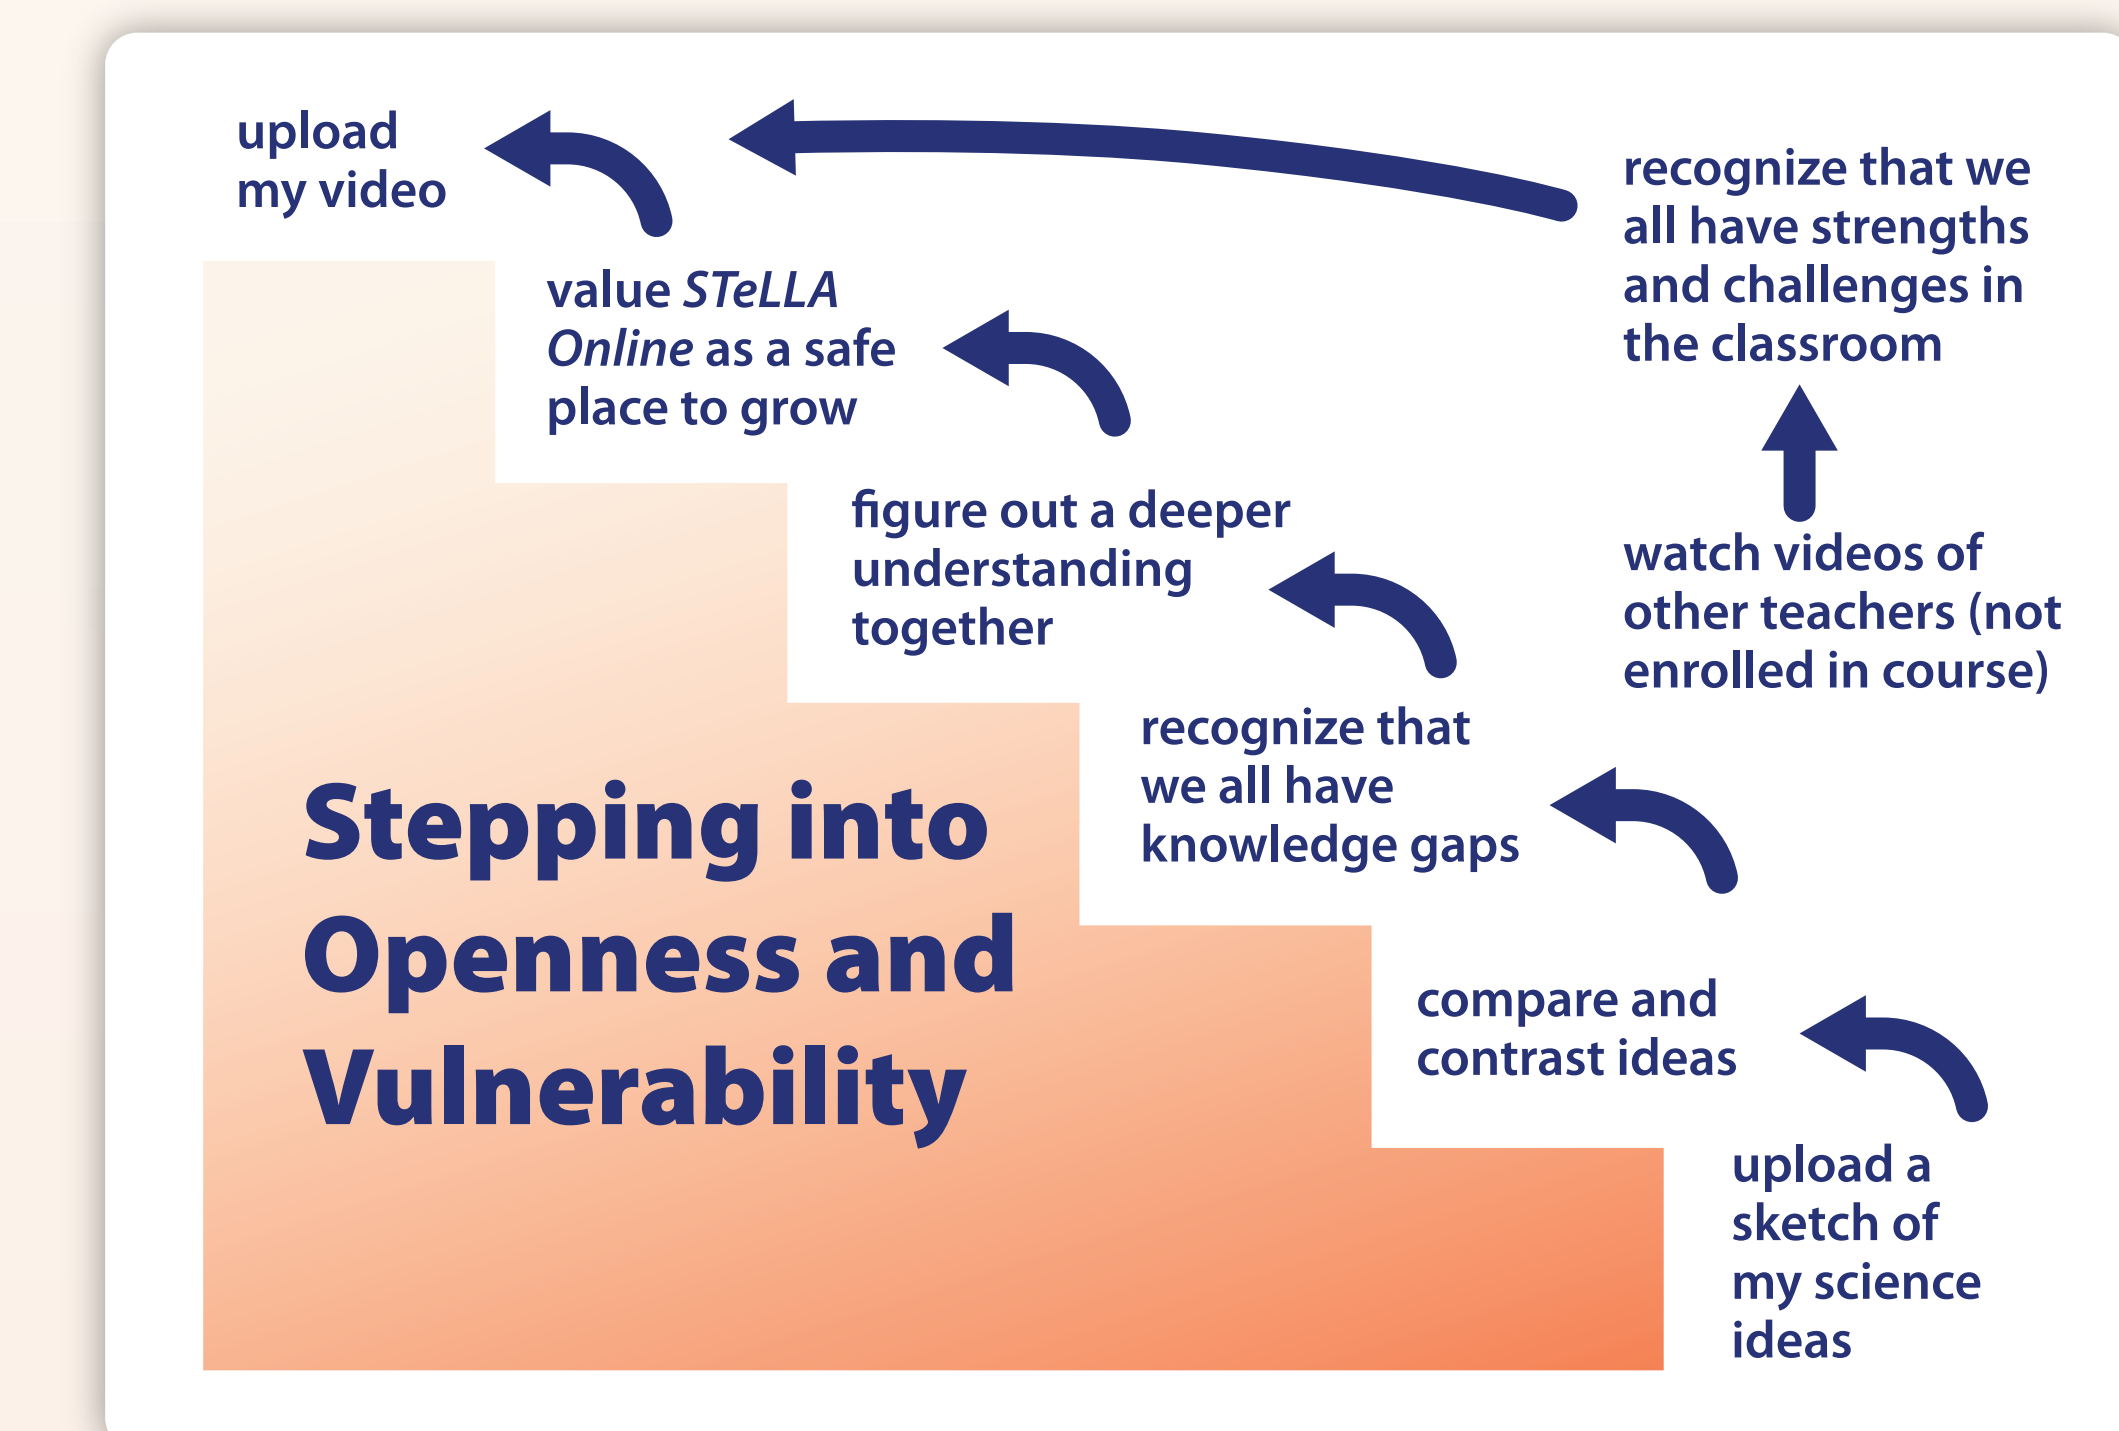 upload
my video
value STeLLA
Online as a safe
place to grow
figure out a deeper
understanding
together
recognize that
we all have
knowledge gaps
compare and
contrast ideas
upload a
sketch of
my science
ideas
recognize that we
all have strengths
and challenges in
the classroom
watch videos of
other teachers (not
enrolled in course)
Stepping into
Openness and
Vulnerability